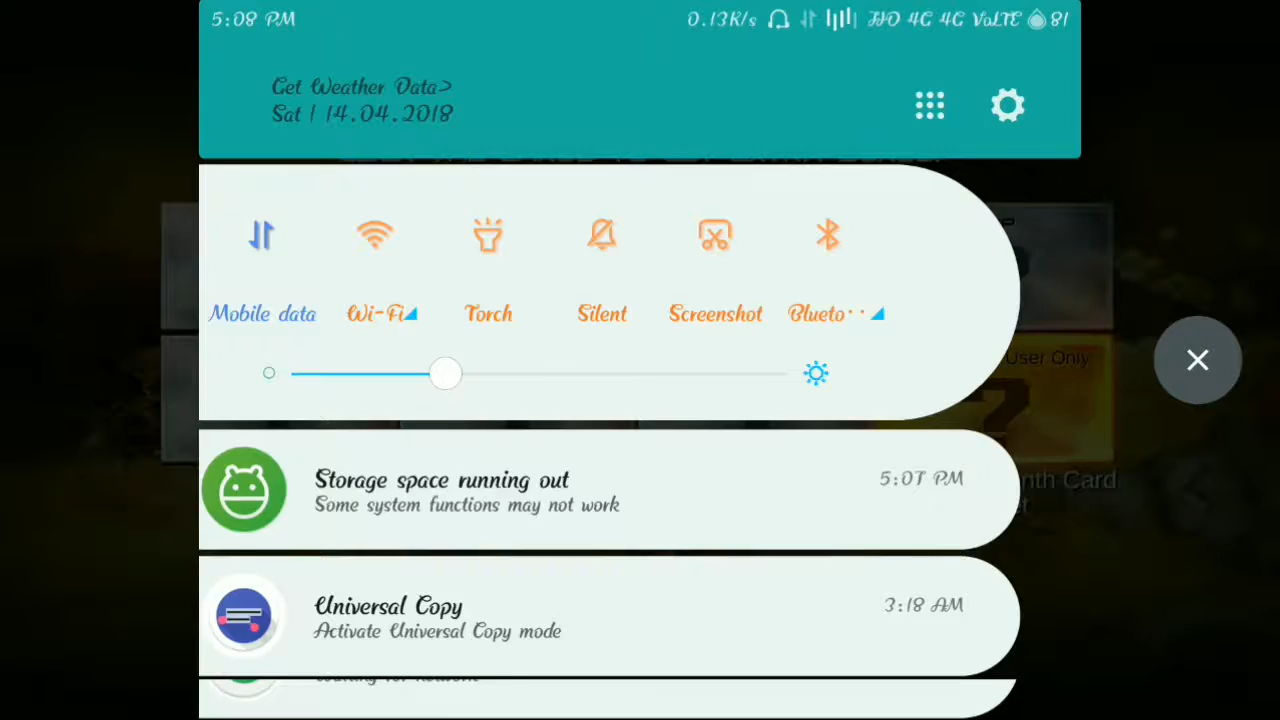 5:08 PM
0.13K/s JIO 4G 4G VoLTE 81
Get Weather Data>
Sat | 14.04.2018
Mobile data
Wi-Fi
Torch
Silent
Screenshot
Blueto··
User Only
Storage space running out
5:07 PM
Some system functions may not work
nth Card
Universal Copy
3:18 AM
Activate Universal Copy mode